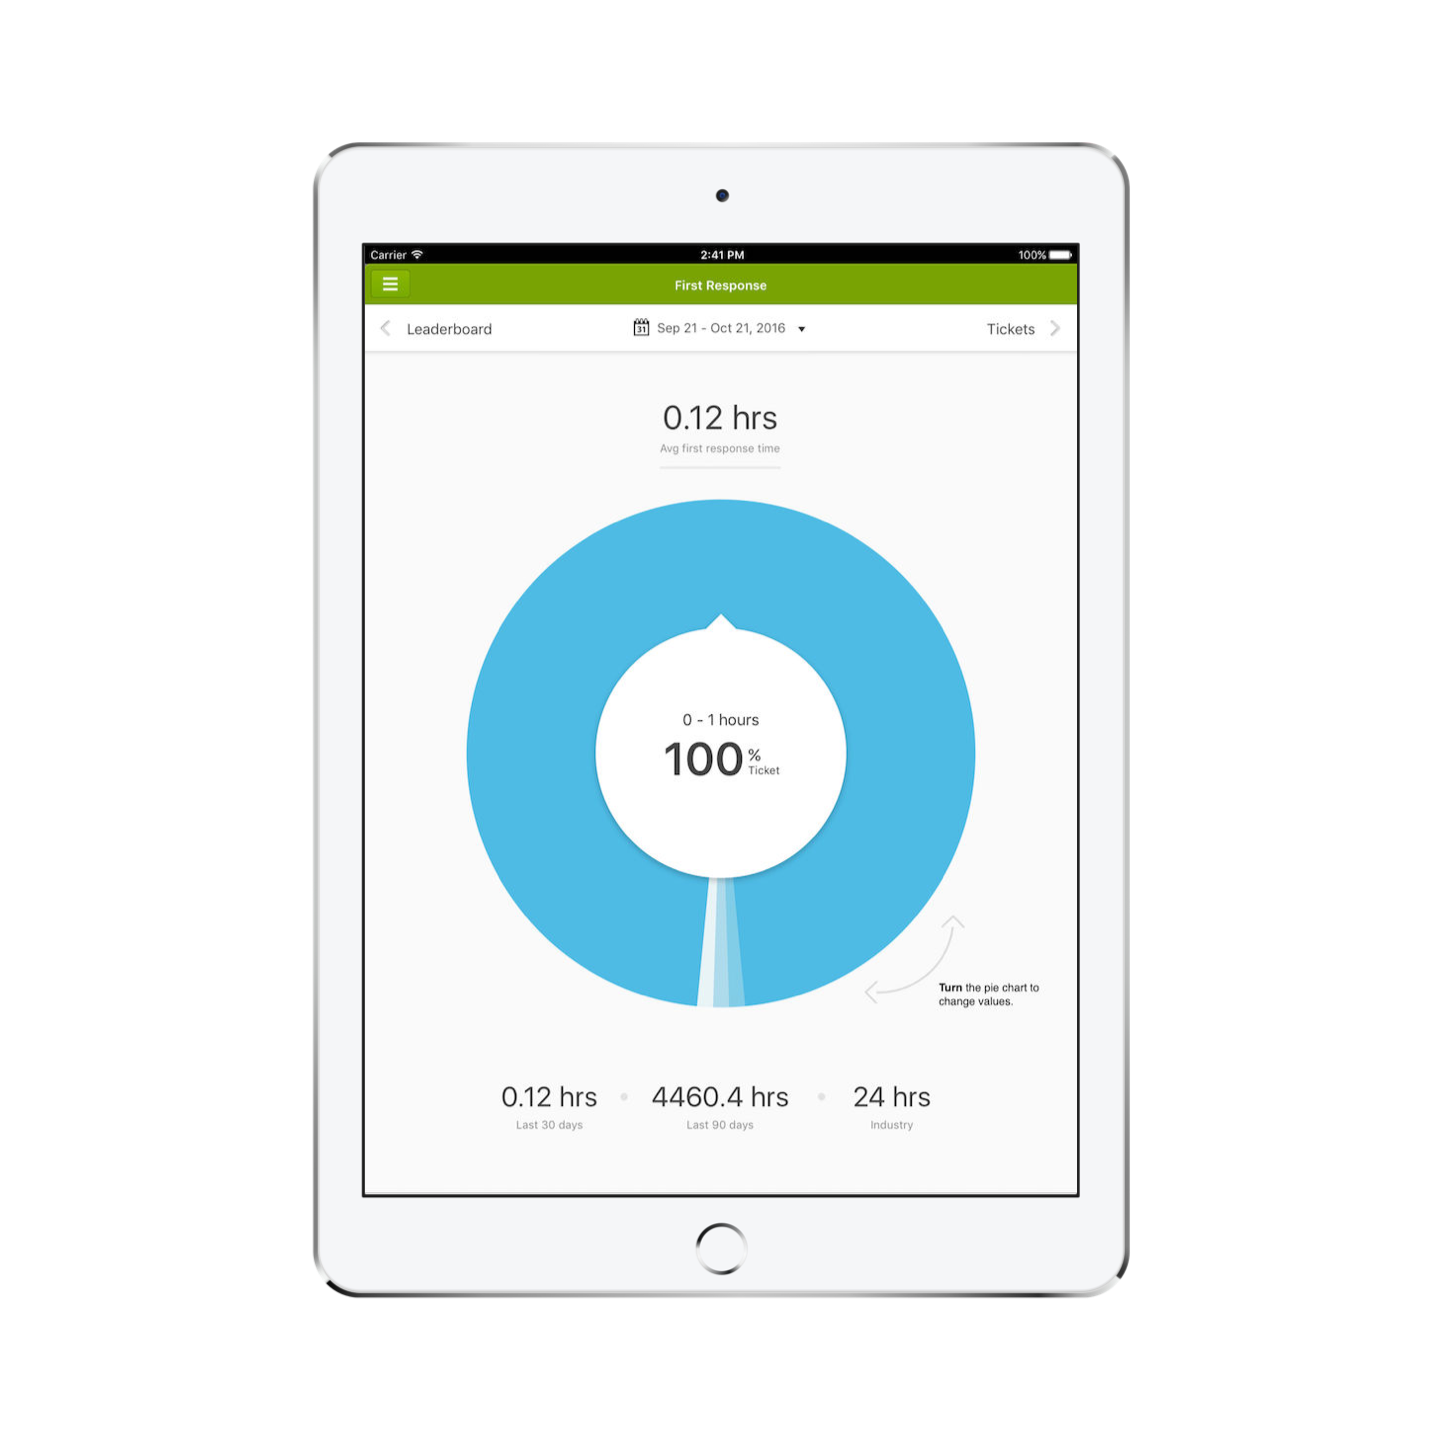 Carrier 2:41 PM 100%
First Response
Leaderboard Sep 21 - Oct 21, 2016 Tickets
31
0.12 hrs
Avg first response time
0 - 1 hours
100 %
Ticket
Turn the pie chart to
change values.
0.12 hrs 4460.4 hrs 24 hrs
Last 30 days Last 90 days Industry